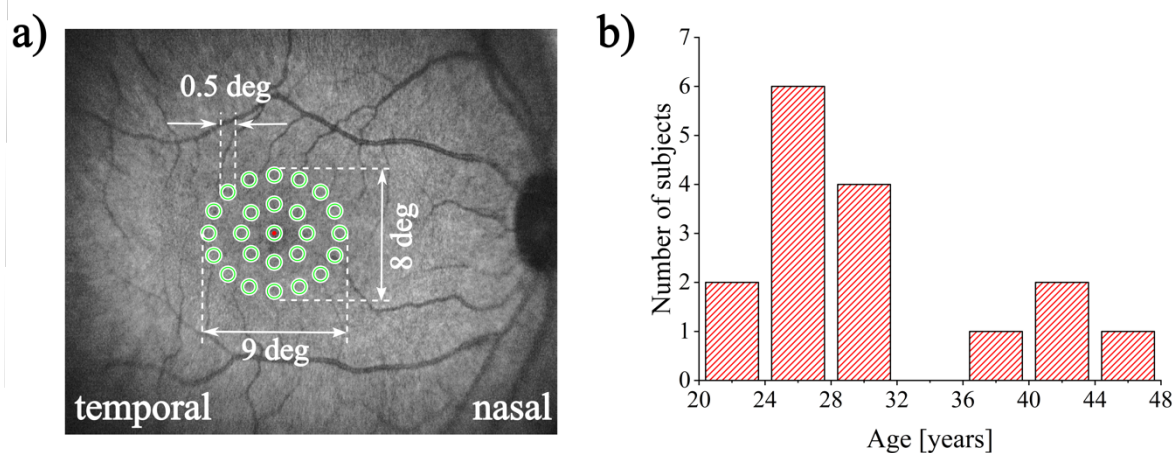 a)
0.5 deg
8 deg
9 deg
temporal
nasal
b)
Number of subjects
7
6
5
4
3
2
1
0
20 24 28 32 36 40 44 48
Age [years]